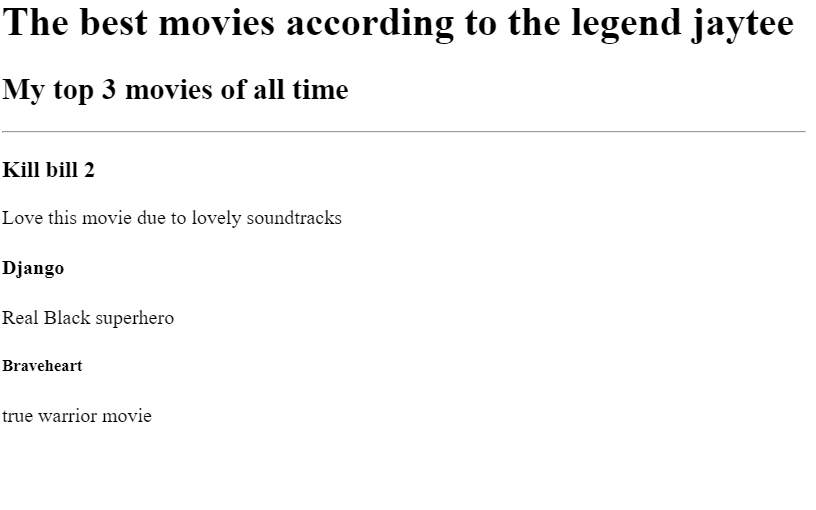 The best movies according to the legend jaytee
My top 3 movies of all time
Kill bill 2
Love this movie due to lovely soundtracks
Django
Real Black superhero
Braveheart
true warrior movie